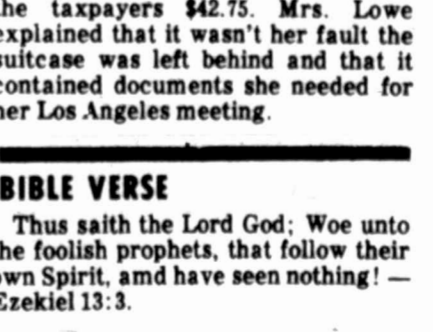 the taxpayers $42.75. Mrs. Lowe
explained that it wasn't her fault the
suitcase was left behind and that it
contained documents she needed for
her Los Angeles meeting.
BIBLE VERSE
Thus saith the Lord God; Woe unto
the foolish prophets, that follow their
own Spirit, amd have seen nothing! —
Ezekiel 13:3.